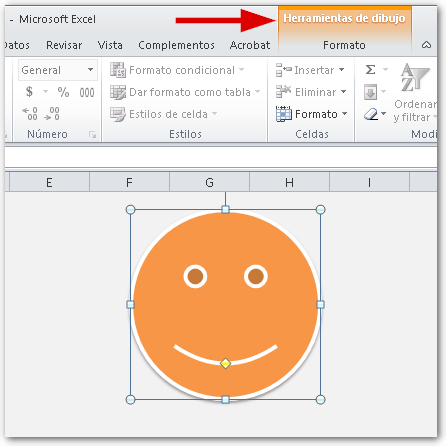 - Microsoft Excel
Herramientas de dibujo
Datos Revisar Vista Complementos Acrobat Formato
General
$ % 000
Número
Formato condicional
Dar formato como tabla
Estilos de celda
Estilos
Insertar
Eliminar
Formato
Celdas
Σ
Ordenar
y filtrar
Modi
E F G H I